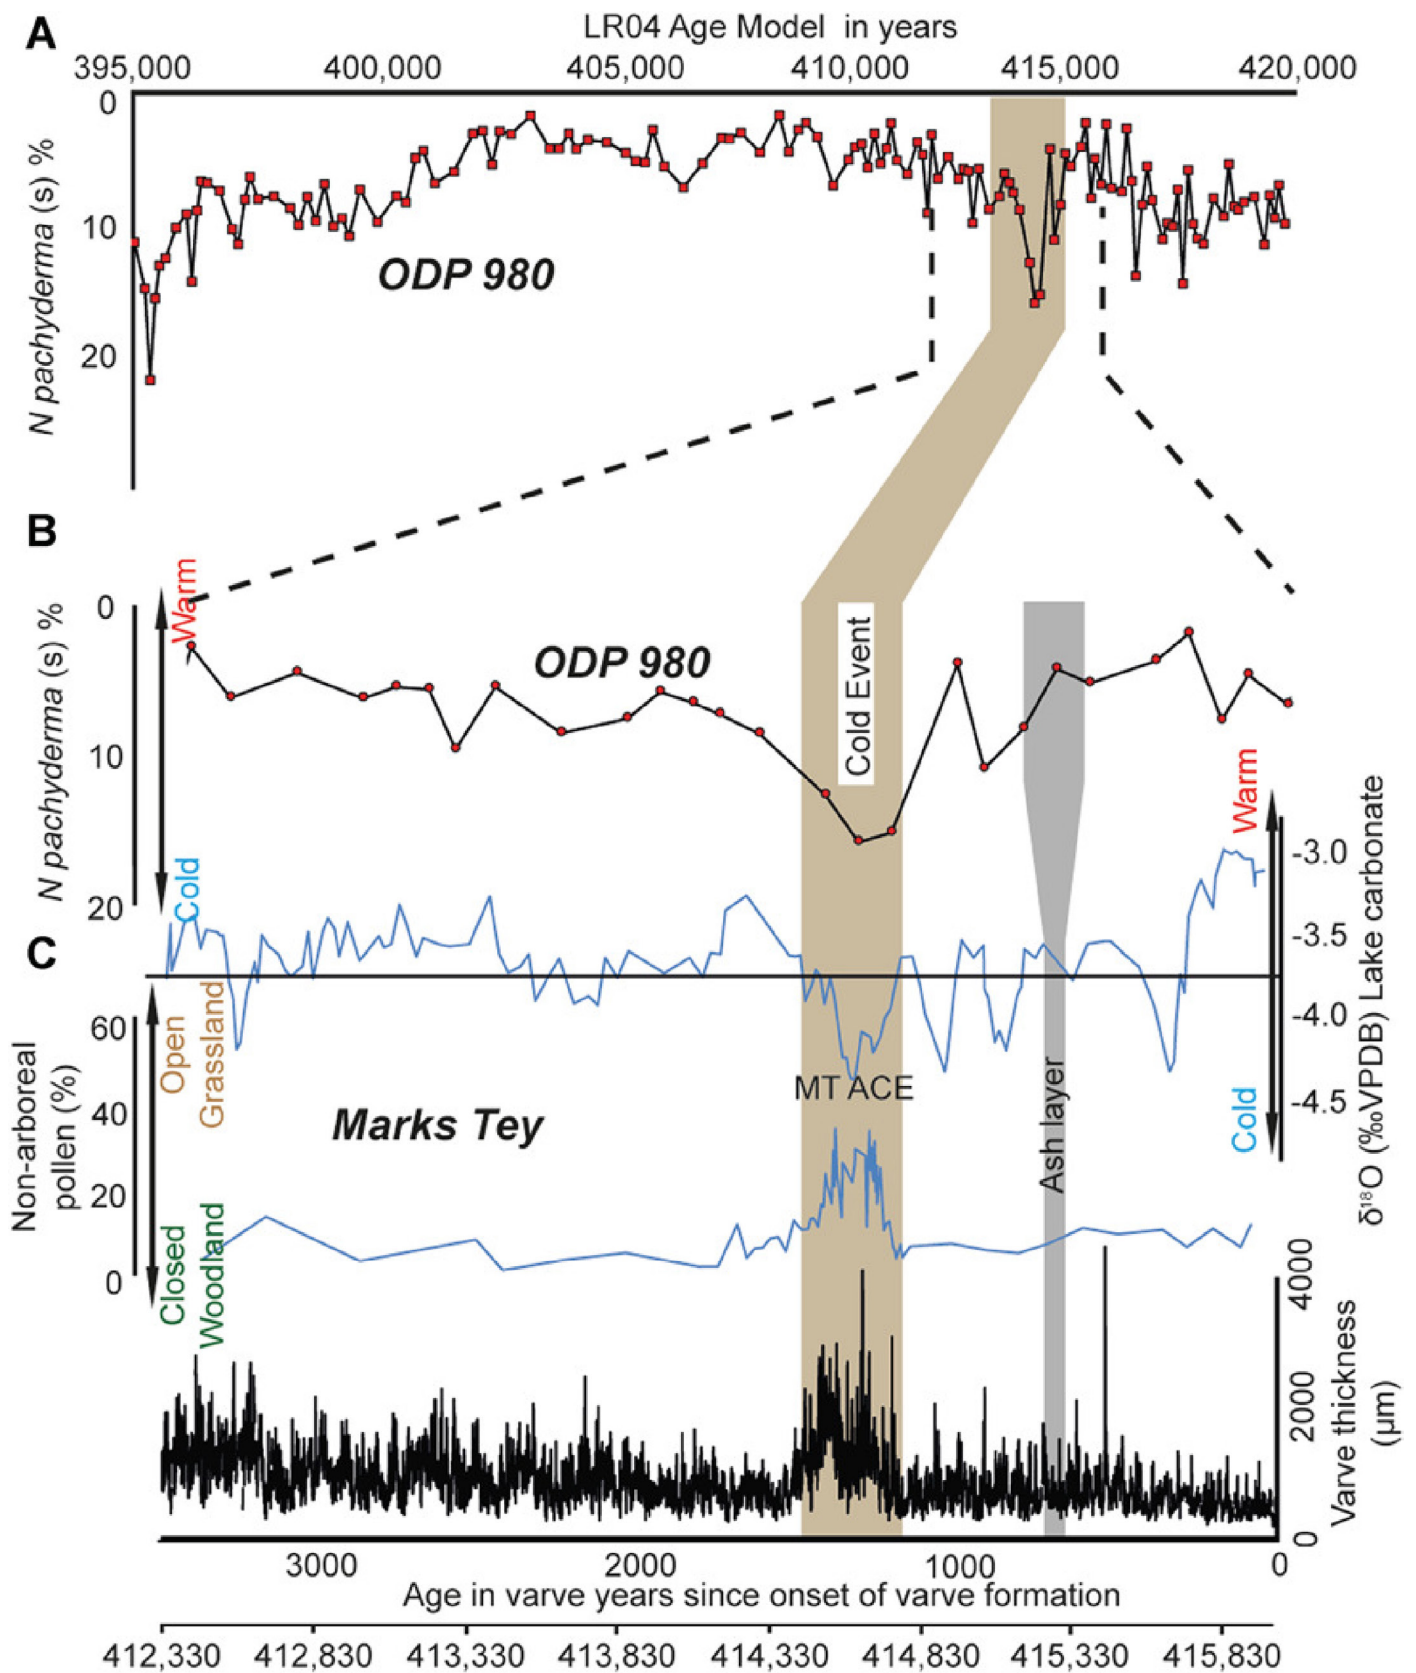 A
LR04 Age Model in years
395,000 400,000 405,000 410,000 415,000 420,000
0
10
20
N pachyderma (s) %
ODP 980
B
Warm
0
10
20
N pachyderma (s) %
ODP 980
Cold Event
Cold
Warm
-3.0
-3.5
-4.0
-4.5
δ¹⁸O (‰VPDB) Lake carbonate
Cold
C
60
40
20
0
Non-arboreal
pollen (%)
Open
Grassland
Closed
Woodland
Marks Tey
MT ACE
Ash layer
4000
2000
0
Varve thickness
(μm)
3000 2000 1000 0
Age in varve years since onset of varve formation
412,330 412,830 413,330 413,830 414,330 414,830 415,330 415,830